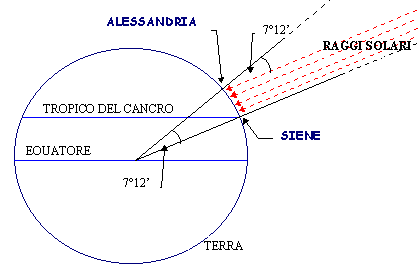 ALESSANDRIA
7°12'
RAGGI SOLARI
TROPICO DEL CANCRO
SIENE
EQUATORE
7°12'
TERRA